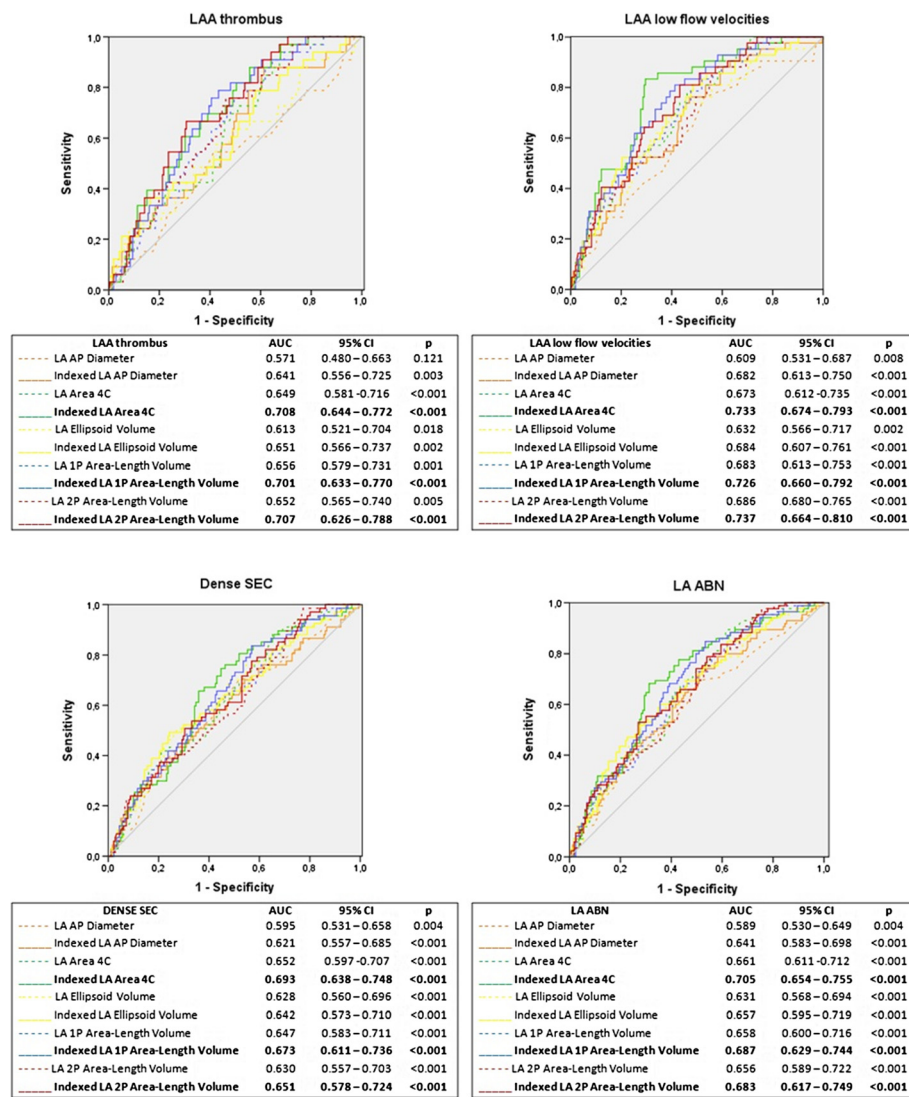 LAA thrombus
1,0
0,8
0,6
0,4
0,2
0,0
Sensitivity
0,0 0,2 0,4 0,6 0,8 1,0
1 - Specificity
LAA thrombus AUC 95% CI p
LA AP Diameter 0.571 0.480–0.663 0.121
Indexed LA AP Diameter 0.641 0.556–0.725 0.003
LA Area 4C 0.649 0.581 -0.716 <0.001
Indexed LA Area 4C 0.708 0.644–0.772 <0.001
LA Ellipsoid Volume 0.613 0.521–0.704 0.018
Indexed LA Ellipsoid Volume 0.651 0.566–0.737 0.002
LA 1P Area-Length Volume 0.656 0.579–0.731 0.001
Indexed LA 1P Area-Length Volume 0.701 0.633–0.770 <0.001
LA 2P Area-Length Volume 0.652 0.565–0.740 0.005
Indexed LA 2P Area-Length Volume 0.707 0.626–0.788 <0.001
LAA low flow velocities
1,0
0,8
0,6
0,4
0,2
0,0
Sensitivity
0,0 0,2 0,4 0,6 0,8 1,0
1 - Specificity
LAA low flow velocities AUC 95% CI p
LA AP Diameter 0.609 0.531–0.687 0.008
Indexed LA AP Diameter 0.682 0.613–0.750 <0.001
LA Area 4C 0.673 0.612 -0.735 <0.001
Indexed LA Area 4C 0.733 0.674–0.793 <0.001
LA Ellipsoid Volume 0.632 0.566–0.717 0.002
Indexed LA Ellipsoid Volume 0.684 0.607–0.761 <0.001
LA 1P Area-Length Volume 0.683 0.613–0.753 <0.001
Indexed LA 1P Area-Length Volume 0.726 0.660–0.792 <0.001
LA 2P Area-Length Volume 0.686 0.680–0.765 <0.001
Indexed LA 2P Area-Length Volume 0.737 0.664–0.810 <0.001
Dense SEC
1,0
0,8
0,6
0,4
0,2
0,0
Sensitivity
0,0 0,2 0,4 0,6 0,8 1,0
1 - Specificity
DENSE SEC AUC 95% CI p
LA AP Diameter 0.595 0.531–0.658 0.004
Indexed LA AP Diameter 0.621 0.557–0.685 <0.001
LA Area 4C 0.652 0.597 -0.707 <0.001
Indexed LA Area 4C 0.693 0.638–0.748 <0.001
LA Ellipsoid Volume 0.628 0.560–0.696 <0.001
Indexed LA Ellipsoid Volume 0.642 0.573–0.710 <0.001
LA 1P Area-Length Volume 0.647 0.583–0.711 <0.001
Indexed LA 1P Area-Length Volume 0.673 0.611–0.736 <0.001
LA 2P Area-Length Volume 0.630 0.557–0.703 <0.001
Indexed LA 2P Area-Length Volume 0.651 0.578–0.724 <0.001
LA ABN
1,0
0,8
0,6
0,4
0,2
0,0
Sensitivity
0,0 0,2 0,4 0,6 0,8 1,0
1 - Specificity
LA ABN AUC 95% CI p
LA AP Diameter 0.589 0.530–0.649 0.004
Indexed LA AP Diameter 0.641 0.583–0.698 <0.001
LA Area 4C 0.661 0.611 -0.712 <0.001
Indexed LA Area 4C 0.705 0.654–0.755 <0.001
LA Ellipsoid Volume 0.631 0.568–0.694 <0.001
Indexed LA Ellipsoid Volume 0.657 0.595–0.719 <0.001
LA 1P Area-Length Volume 0.658 0.600–0.716 <0.001
Indexed LA 1P Area-Length Volume 0.687 0.629–0.744 <0.001
LA 2P Area-Length Volume 0.656 0.589–0.722 <0.001
Indexed LA 2P Area-Length Volume 0.683 0.617–0.749 <0.001